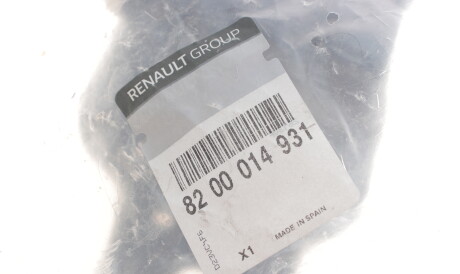 RENAULT GROUP
82 00 014 931
X1 MADE IN SPAIN